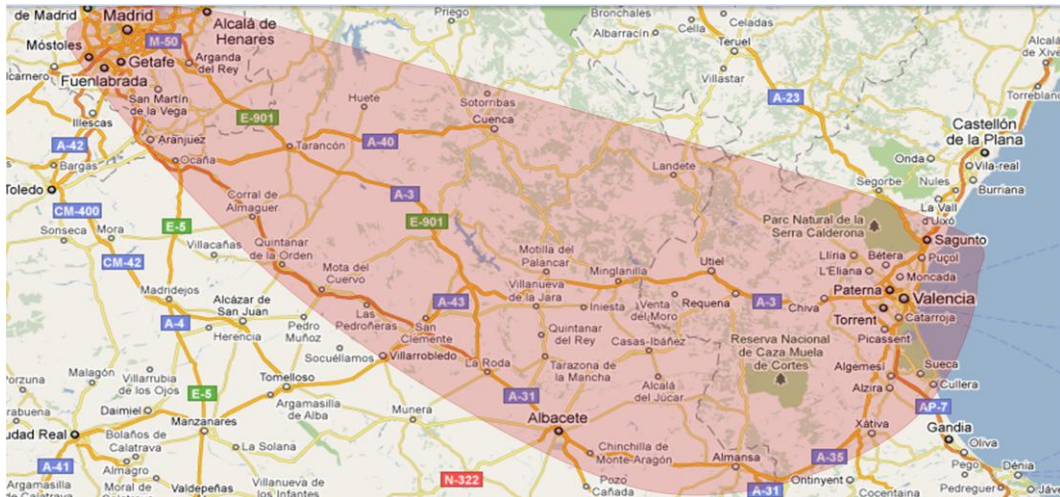 de Madrid
Madrid
Alcalá de
Henares
Priego
Bronchales
Albarracín
Cella
Celadas
Teruel
Alcalá
de Xive
Móstoles
M-50
Getafe
Arganda
del Rey
Villastar
Torreblanc
Fuenlabrada
San Martín
de la Vega
Huete
Sotorribas
Cuenca
A-23
Illescas
E-901
Castellón
de la Plana
A-42
Aranjuez
Tarancón
A-40
Bargas
Ocaña
Landete
Onda
Vila-real
Toledo
A-3
Segorbe
Nules
Burriana
CM-400
Corral de
Almaguer
E-901
La Vall
d'Uixó
E-5
Parc Natural de la
Serra Calderona
Sonseca
Mora
Villacañas
Quintanar
de la Orden
Motilla del
Palancar
Sagunto
CM-42
Mota del
Cuervo
Minglanilla
Utiel
Llíria
Bétera
Puçol
L'Eliana
Moncada
Madridejos
Alcázar de
San Juan
A-43
Villanueva
de la Jara
Iniesta
Venta
del Moro
Requena
A-3
Chiva
Paterna
Valencia
A-4
Herencia
Pedro
Muñoz
Las
Pedroñeras
San
Clemente
Quintanar
del Rey
Torrent
Catarroja
Picassent
Socuéllamos
Villarrobledo
Casas-Ibáñez
Reserva Nacional
de Caza Muela
de Cortes
Malagón
Villarrubia
de los Ojos
Tomelloso
La Roda
Tarazona de
la Mancha
Alcalá
del Júcar
Algemesí
Sueca
Porzuna
E-5
Argamasilla
de Alba
A-31
Alzira
Cullera
Daimiel
Manzanares
Munera
Albacete
AP-7
udad Real
Bolaños de
Calatrava
La Solana
Chinchilla de
Monte-Aragón
Xàtiva
Gandia
Oliva
A-41
Almagro
Moral de
Calatrava
Valdepeñas
Villanueva de
los Infantes
N-322
Pozo
Cañada
Almansa
A-31
Ontinyent
A-35
Cocentaina
Pego
Pedreguer
Dénia